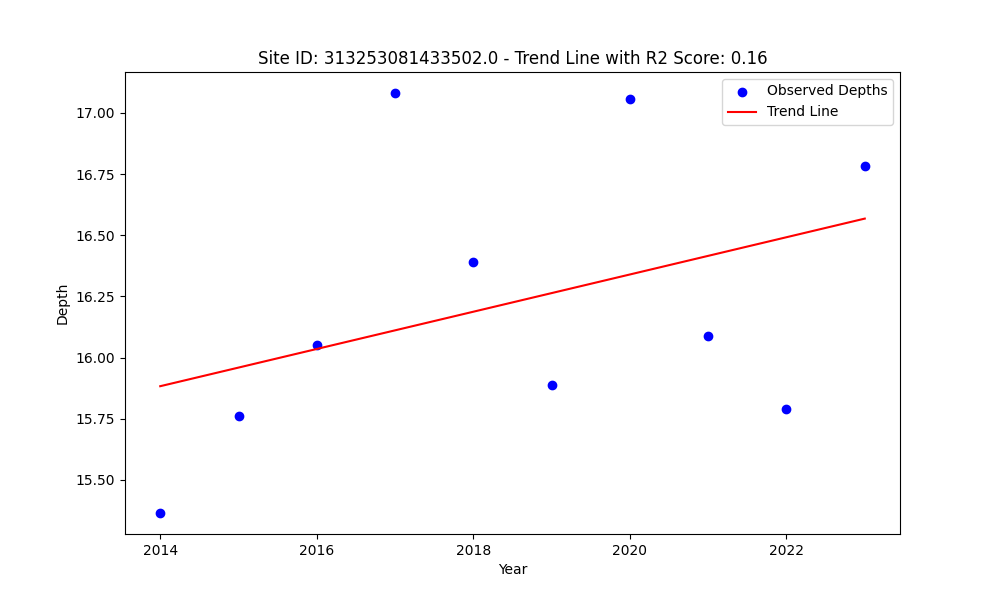 Site ID: 313253081433502.0 - Trend Line with R2 Score: 0.16
Observed Depths
Trend Line
17.00
16.75
16.50
16.25
16.00
15.75
15.50
Depth
2014
2016
2018
2020
2022
Year